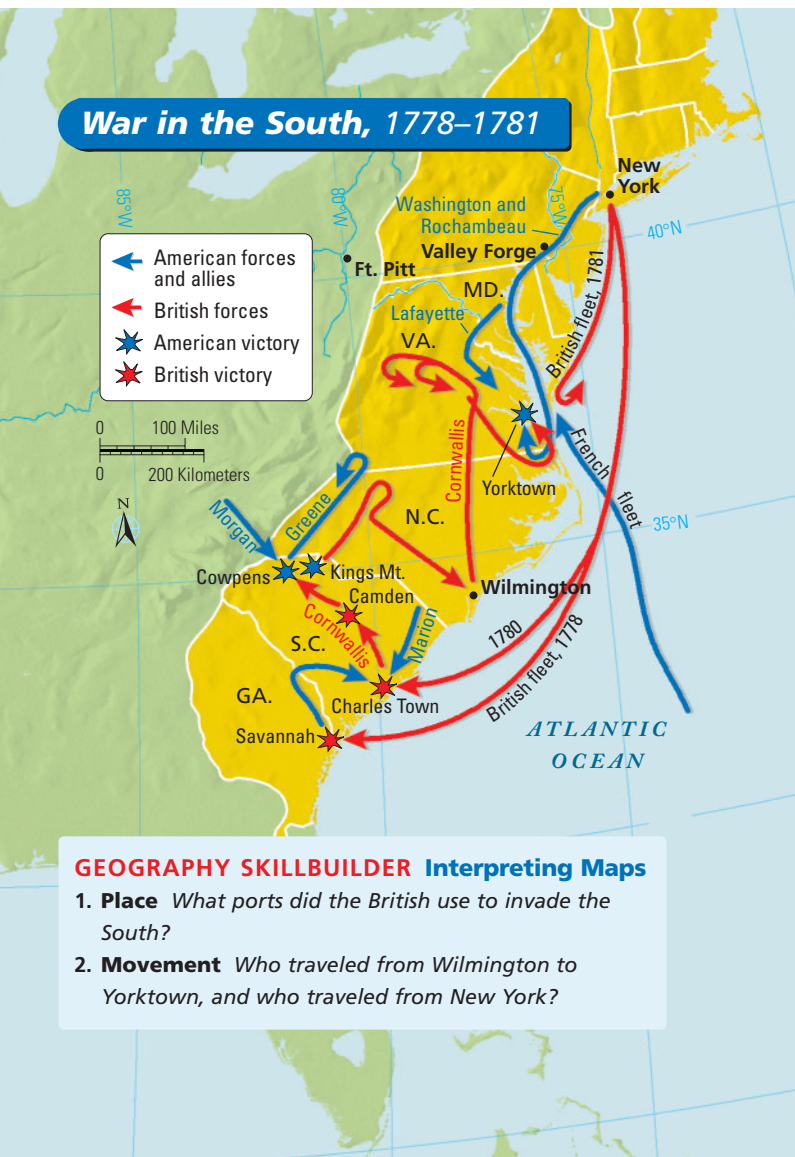 War in the South, 1778–1781
New
York
85°W
80°W
75°W
Washington and
Rochambeau
40°N
Valley Forge
Ft. Pitt
American forces
and allies
British forces
American victory
British victory
MD.
British fleet, 1781
Lafayette
VA.
0 100 Miles
0 200 Kilometers
N
Cornwallis
French fleet
Yorktown
Greene
Morgan
N.C.
35°N
Cowpens
Kings Mt.
Wilmington
Camden
Cornwallis
Marion
S.C.
1780
British fleet, 1778
GA.
Charles Town
Savannah
ATLANTIC
OCEAN
GEOGRAPHY SKILLBUILDER Interpreting Maps
1. Place What ports did the British use to invade the
South?
2. Movement Who traveled from Wilmington to
Yorktown, and who traveled from New York?